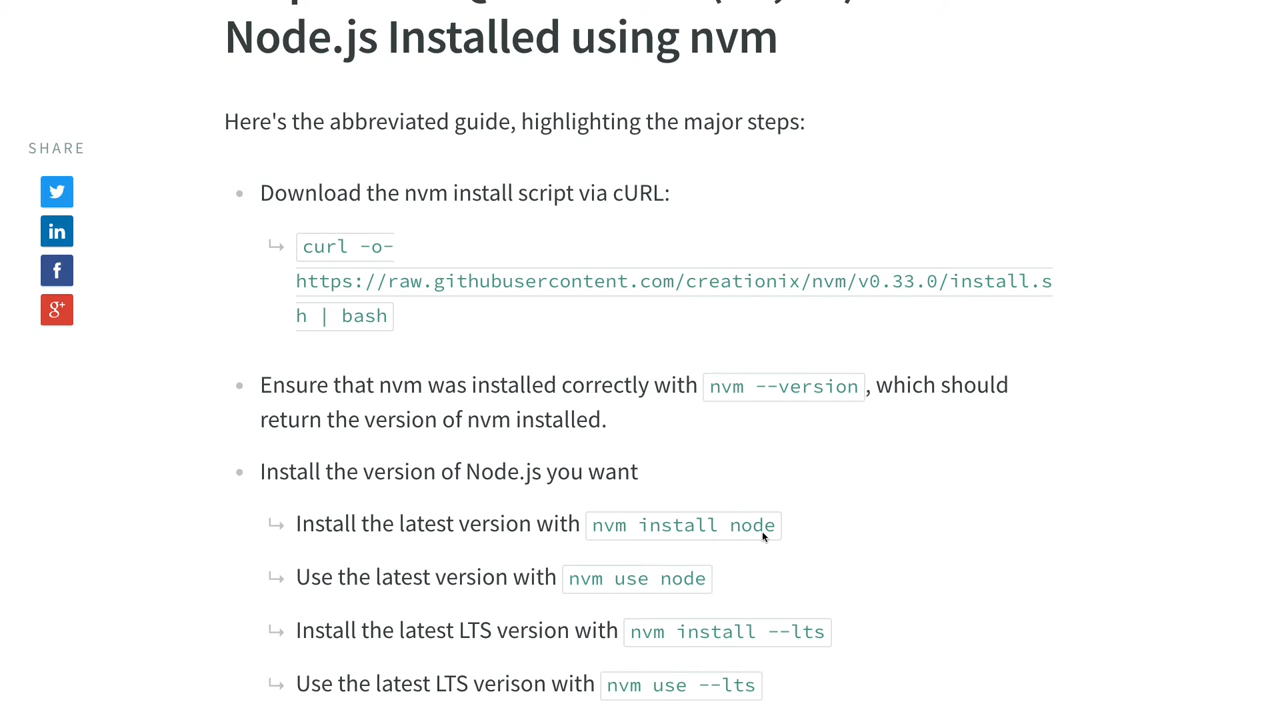 Node.js Installed using nvm
Here's the abbreviated guide, highlighting the major steps:
SHARE
Download the nvm install script via cURL:
curl -o-
https://raw.githubusercontent.com/creationix/nvm/v0.33.0/install.s
h | bash
in
f
g+
Ensure that nvm was installed correctly with nvm --version, which should
return the version of nvm installed.
Install the version of Node.js you want
Install the latest version with nvm install node
Use the latest version with nvm use node
Install the latest LTS version with nvm install --lts
Use the latest LTS verison with nvm use --lts